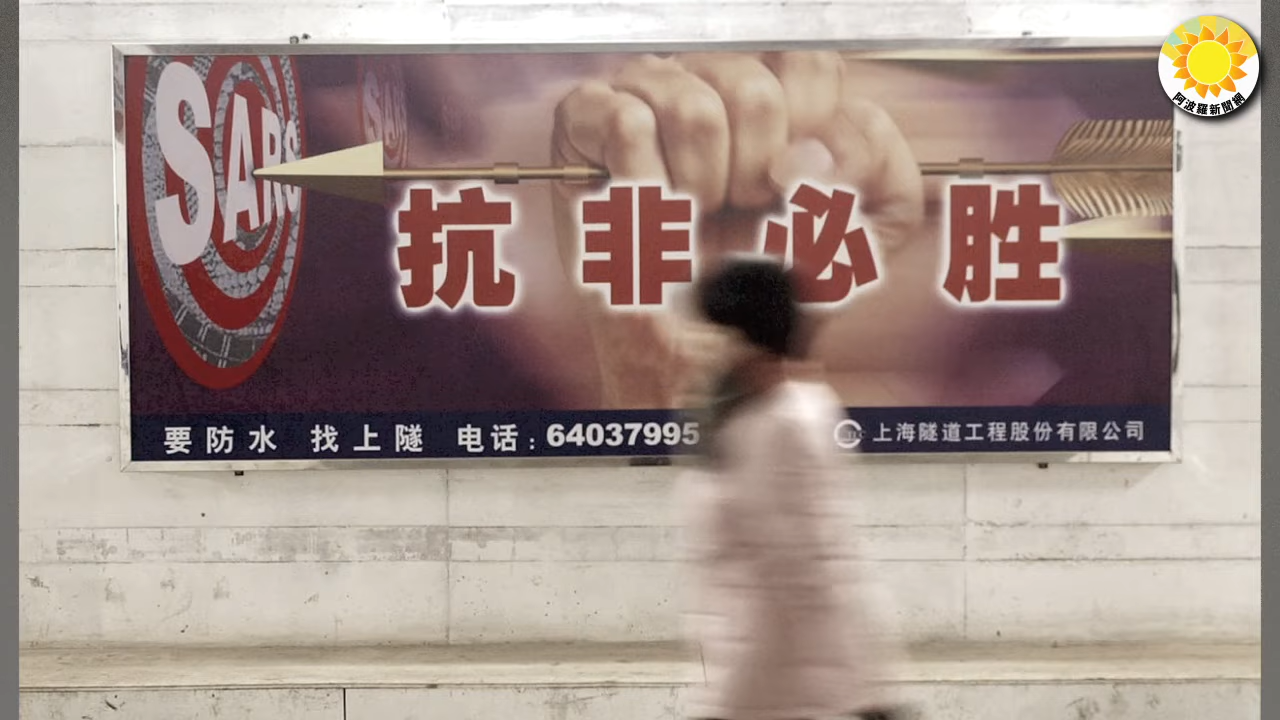 阿波羅新聞網
SARS
SARS
抗非必胜
要防水 找上隧 电话：64037995
上海隧道工程股份有限公司